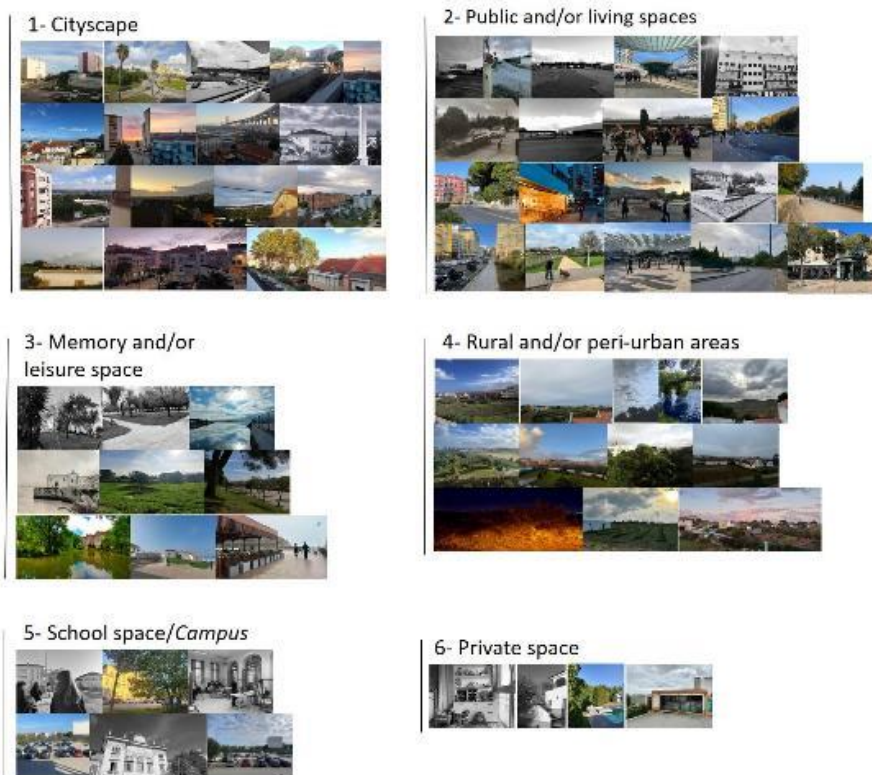 1- Cityscape
2- Public and/or living spaces
3- Memory and/or
leisure space
4- Rural and/or peri-urban areas
5- School space/Campus
6- Private space